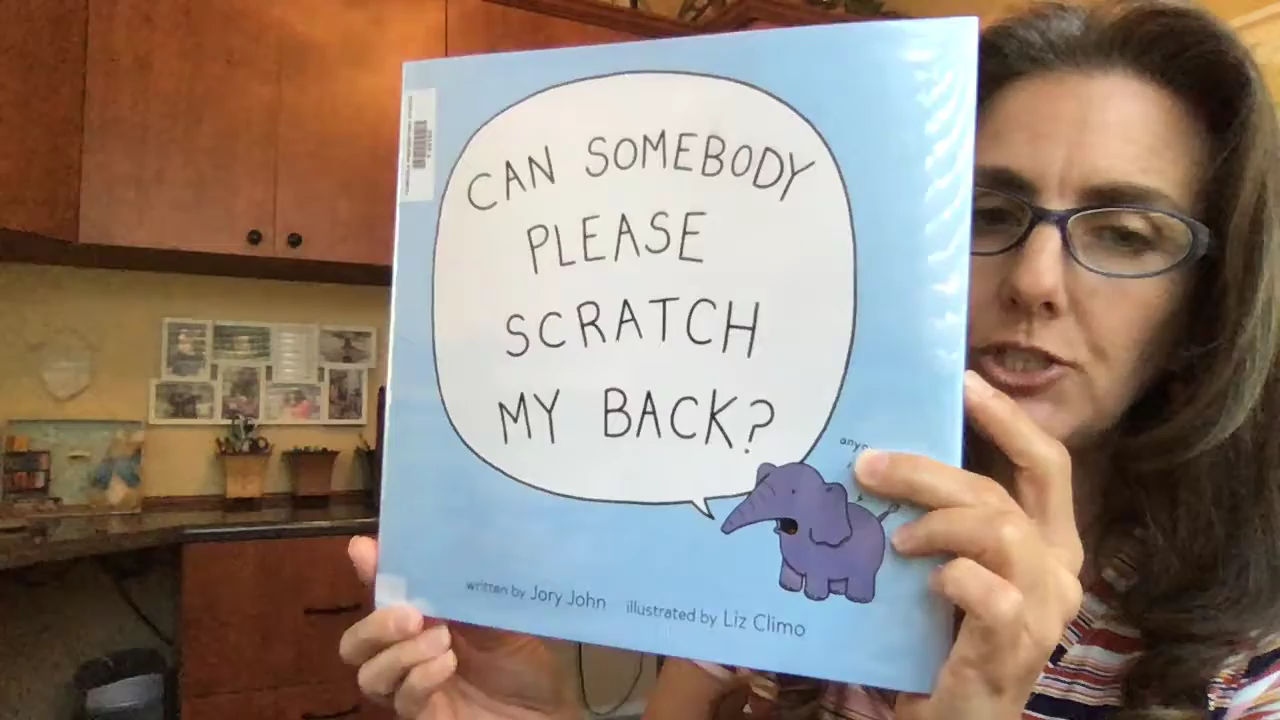 CAN SOMEBODY
PLEASE
SCRATCH
MY BACK?
written by Jory John illustrated by Liz Climo